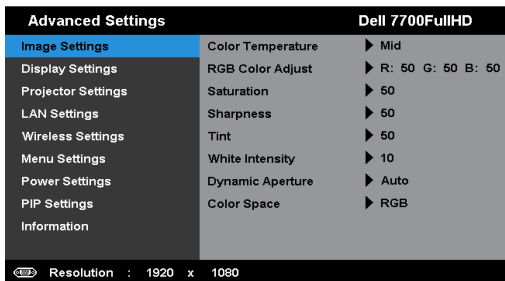 Advanced Settings Dell 7700FullHD
Image Settings Color Temperature Mid
Display Settings RGB Color Adjust R: 50 G: 50 B: 50
Projector Settings Saturation 50
LAN Settings Sharpness 50
Wireless Settings Tint 50
Menu Settings White Intensity 10
Power Settings Dynamic Aperture Auto
PIP Settings Color Space RGB
Information
Resolution : 1920 x 1080